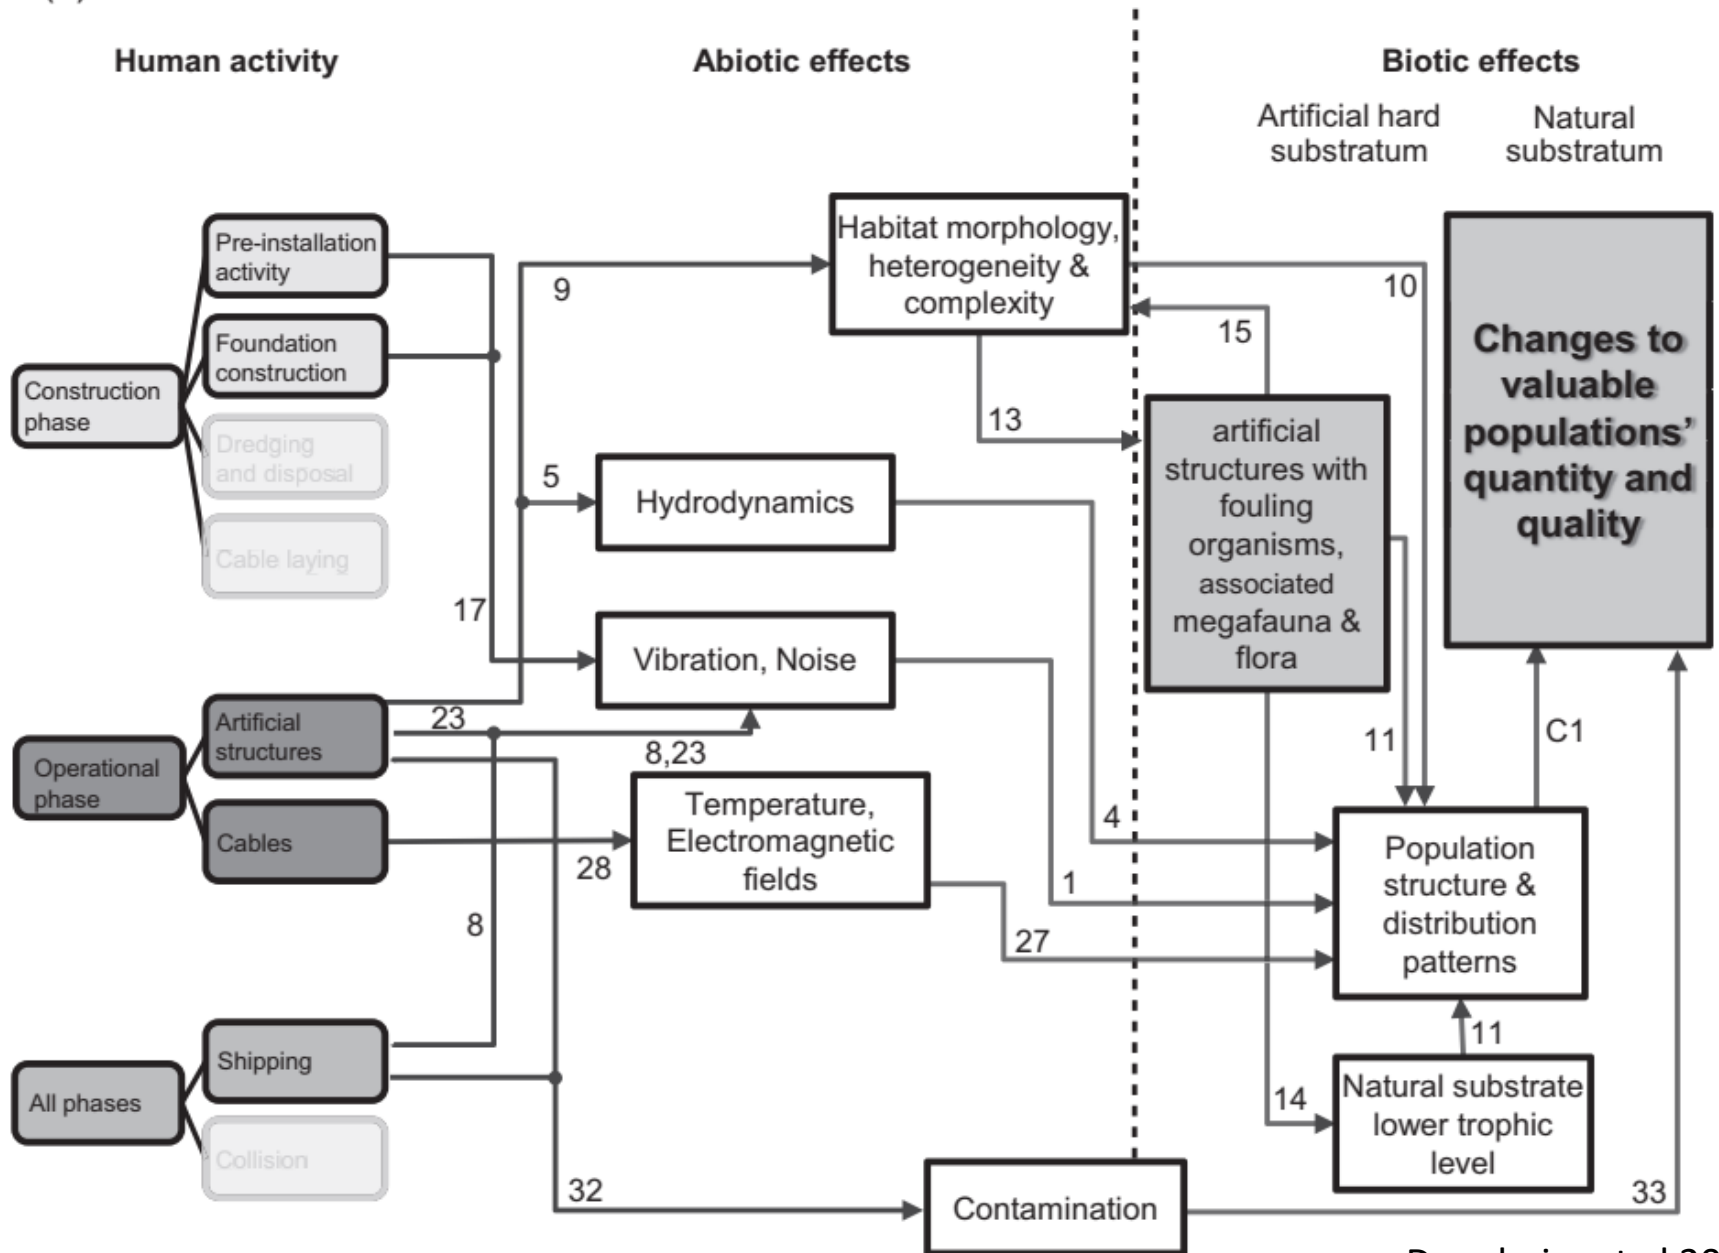 Human activity
Abiotic effects
Biotic effects
Artificial hard
substratum
Natural
substratum
Pre-installation
activity
Foundation
construction
Construction
phase
Dredging
and disposal
Cable laying
17
9
5
Habitat morphology,
heterogeneity &
complexity
10
15
13
Hydrodynamics
Vibration, Noise
artificial
structures with
fouling
organisms,
associated
megafauna &
flora
Changes to
valuable
populations’
quantity and
quality
Artificial
structures
Operational
phase
Cables
23
8,23
28
8
Temperature,
Electromagnetic
fields
4
1
27
11
C1
Population
structure &
distribution
patterns
11
14
Natural substrate
lower trophic
level
Shipping
All phases
Collision
32
Contamination
33